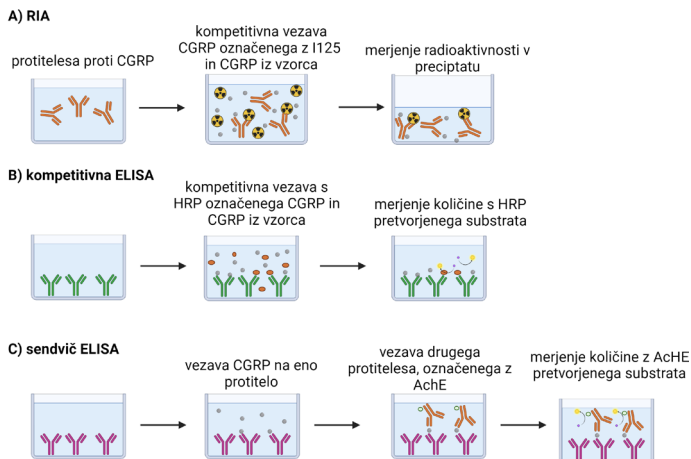 A) RIA
protitelesa proti CGRP
kompetitivna vezava
CGRP označenega z I125
in CGRP iz vzorca
merjenje radioaktivnosti v
preciptatu
B) kompetitivna ELISA
kompetitivna vezava s
HRP označenega CGRP in
CGRP iz vzorca
merjenje količine s HRP
pretvorjenega substrata
C) sendvič ELISA
vezava CGRP na eno
protitelo
vezava drugega
protitelesa, označenega z
AchE
merjenje količine z AcHE
pretvorjenega substrata